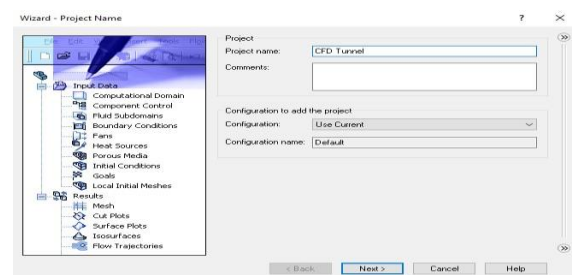 Wizard - Project Name
Project
Project name: CFD Tunnel
Comments:
Configuration to add the project
Configuration: Use Current
Configuration name: Default
Input Data
Computational Domain
Component Control
Fluid Subdomains
Boundary Conditions
Fans
Heat Sources
Porous Media
Initial Conditions
Goals
Local Initial Meshes
Results
Mesh
Cut Plots
Surface Plots
Isosurfaces
Flow Trajectories
< Back Next > Cancel Help